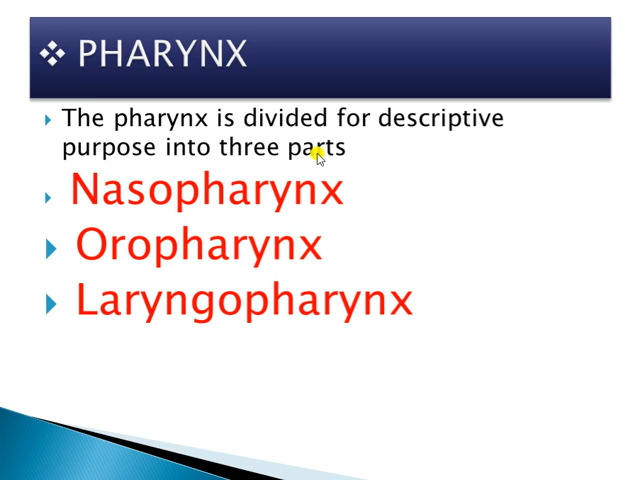 PHARYNX
The pharynx is divided for descriptive
purpose into three parts
Nasopharynx
Oropharynx
Laryngopharynx